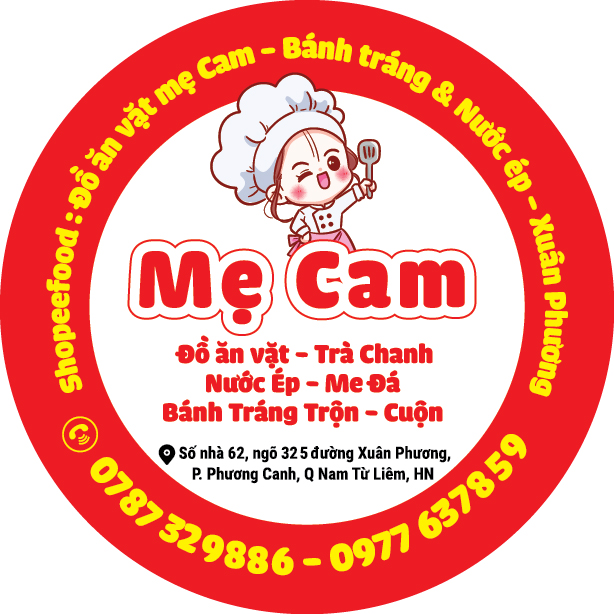 Shopeefood : Đồ ăn vặt mẹ Cam - Bánh tráng & Nước ép - Xuân Phường
Mẹ Cam
Đồ ăn vặt - Trà Chanh
Nước Ép - Me Đá
Bánh Tráng Trộn - Cuộn
Số nhà 62, ngõ 325 đường Xuân Phương,
P. Phương Canh, Q Nam Từ Liêm, HN
0787 329886 - 0977 637859